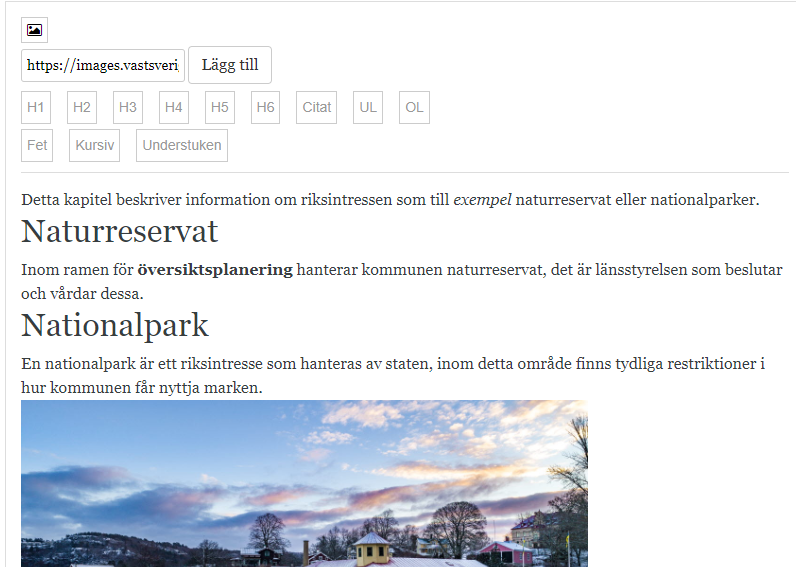 https://images.vastsveri
Lägg till
H1 H2 H3 H4 H5 H6 Citat UL OL
Fet Kursiv Understuken
Detta kapitel beskriver information om riksintressen som till exempel naturreservat eller nationalparker.
Naturreservat
Inom ramen för översiktsplanering hanterar kommunen naturreservat, det är länsstyrelsen som beslutar
och vårdar dessa.
Nationalpark
En nationalpark är ett riksintresse som hanteras av staten, inom detta område finns tydliga restriktioner i
hur kommunen får nyttja marken.